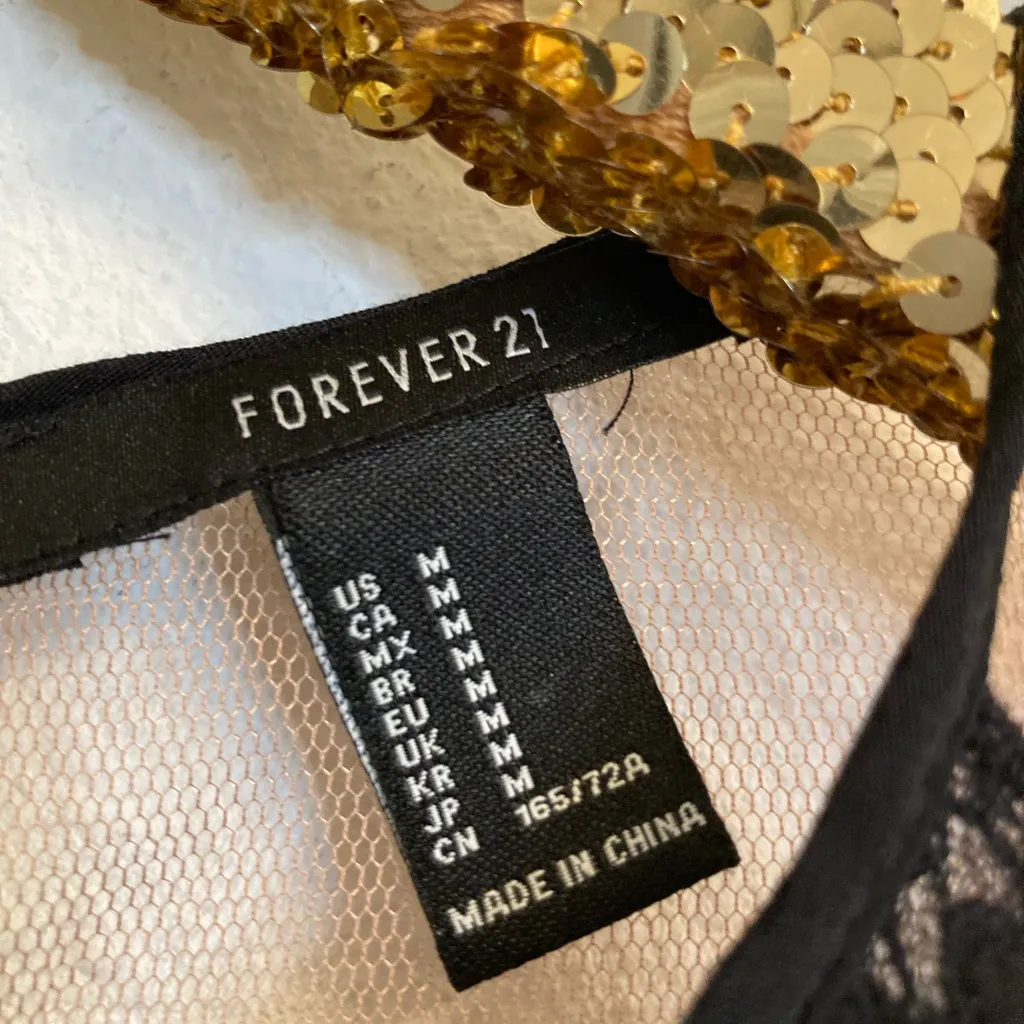 FOREVER 21
US M
CA M
MX M
BR M
EU M
UK M
KR M
JP M
CN 165/72A
MADE IN CHINA